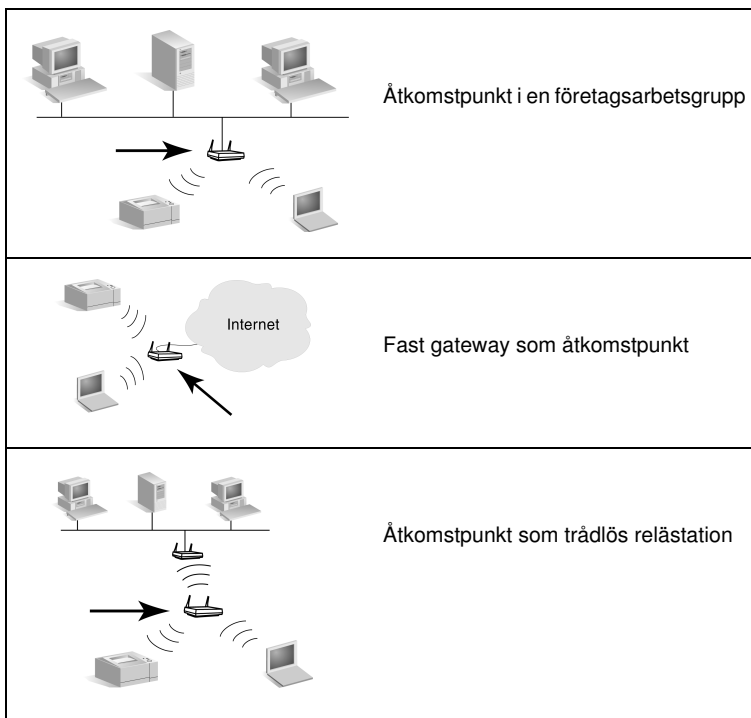 Åtkomstpunkt i en företagsarbetsgrupp
Internet
Fast gateway som åtkomstpunkt
Åtkomstpunkt som trådlös relästation